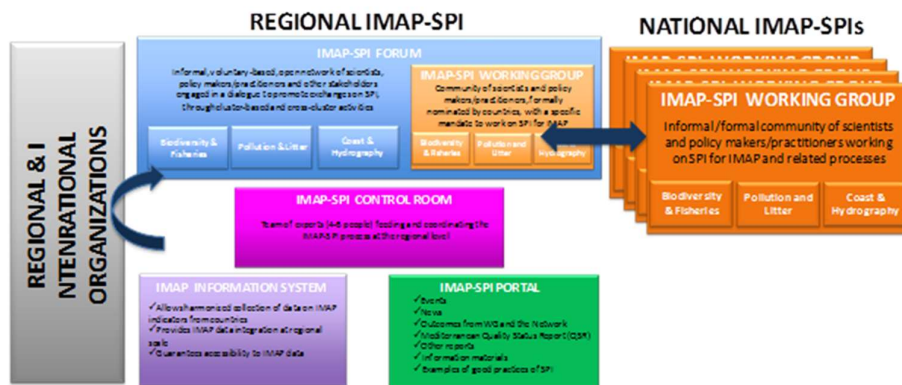 REGIONAL IMAP-SPI
NATIONAL IMAP-SPIs
REGIONAL & I
NTENRATIONAL
ORGANIZATIONS
IMAP-SPI FORUM
Informal, voluntary-based, open network of scientists,
policy makers/practitioners and other stakeholders
engaged in a dialogue to promote exchanges on SPI,
through cluster-based and cross-cluster activities
Biodiversity
& Fisheries
Pollution & Litter
Coast &
Hydrography
IMAP-SPI WORKING GROUP
Community of scientists and policy
makers/practitioners, formally
nominated by countries, with a specific
mandate to work on SPI for IMAP
Biodiversity
& Fisheries
Pollution and
Litter
Hydrography
IMAP-SPI WORKING GROUP
Informal/formal community of scientists
and policy makers/practitioners working
on SPI for IMAP and related processes
Biodiversity
& Fisheries
Pollution and
Litter
Coast &
Hydrography
IMAP-SPI CONTROL ROOM
Team of experts (4-6 people) feeding and coordinating the
IMAP-SPI process at the regional level
IMAP INFORMATION SYSTEM
✓Allows harmonised collection of data on IMAP
indicators from countries
✓Provides IMAP data integration at regional
scale
✓Guarantees accessibility to IMAP data
IMAP-SPI PORTAL
✓Events
✓News
✓Outcomes from WG and the Network
✓Mediterranean Quality Status Report (QSR)
✓Other reports
✓Information materials
✓Examples of good practices of SPI